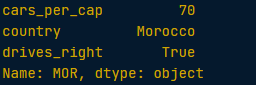 cars_per_cap         70
country         Morocco
drives_right       True
Name: MOR, dtype: object